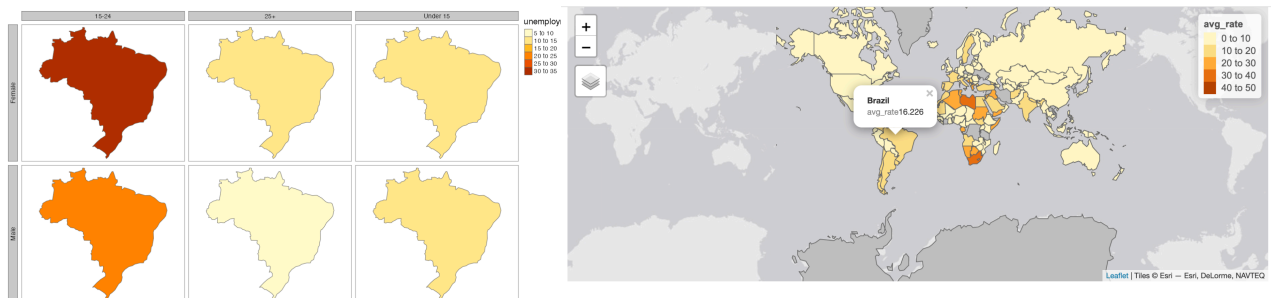 15-24
25+
Under 15
Female
Male
unemploy
5 to 10
10 to 15
15 to 20
20 to 25
25 to 30
30 to 35
+
−
Brazil
×
avg_rate16.226
avg_rate
0 to 10
10 to 20
20 to 30
30 to 40
40 to 50
Leaflet | Tiles © Esri — Esri, DeLorme, NAVTEQ